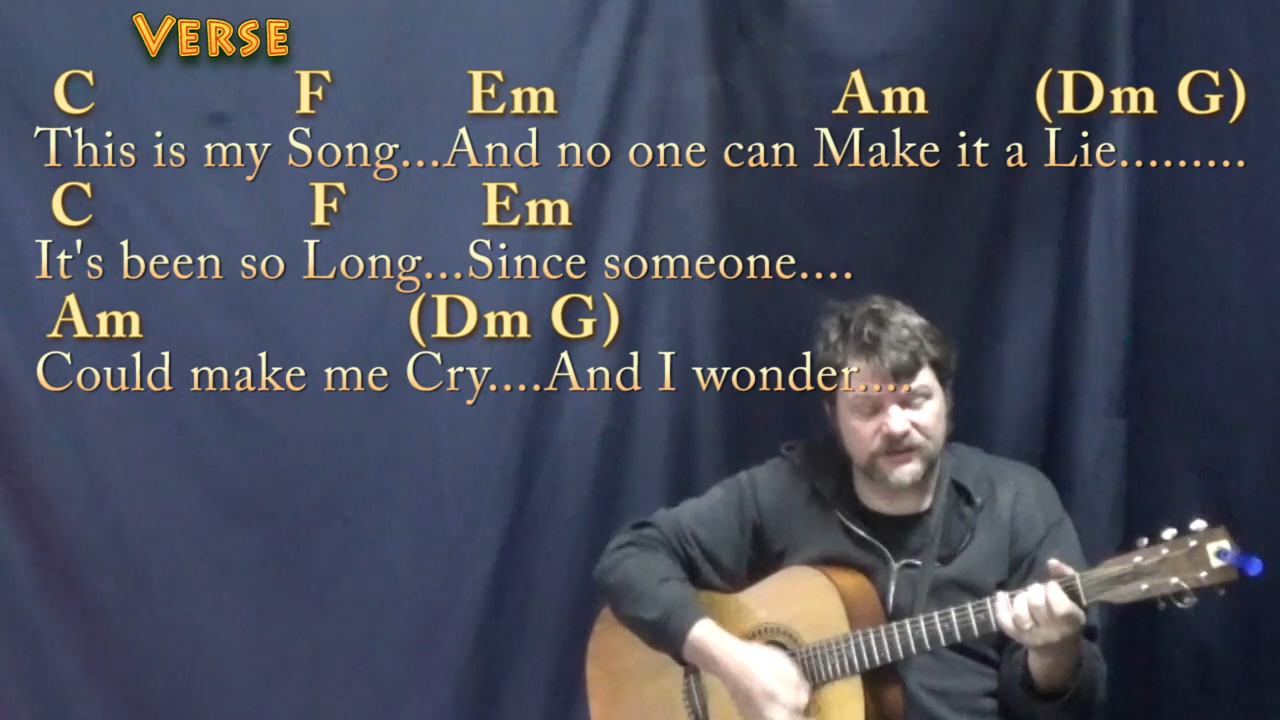 VERSE
C F Em Am (Dm G)
This is my Song...And no one can Make it a Lie.........
C F Em
It's been so Long...Since someone....
Am (Dm G)
Could make me Cry....And I wonder....